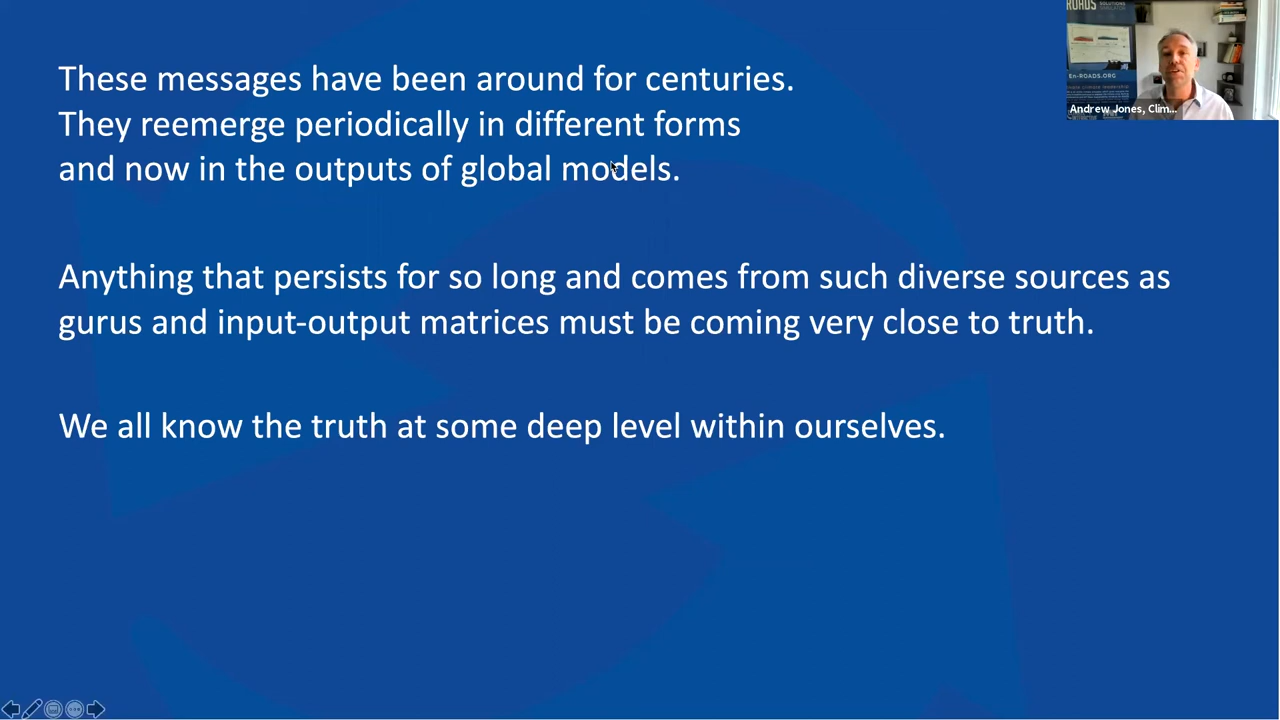 These messages have been around for centuries.
They reemerge periodically in different forms
and now in the outputs of global models.
Anything that persists for so long and comes from such diverse sources as
gurus and input-output matrices must be coming very close to truth.
We all know the truth at some deep level within ourselves.
SOLUTIONS
En-ROADS.ORG
Andrew Jones, Clim...